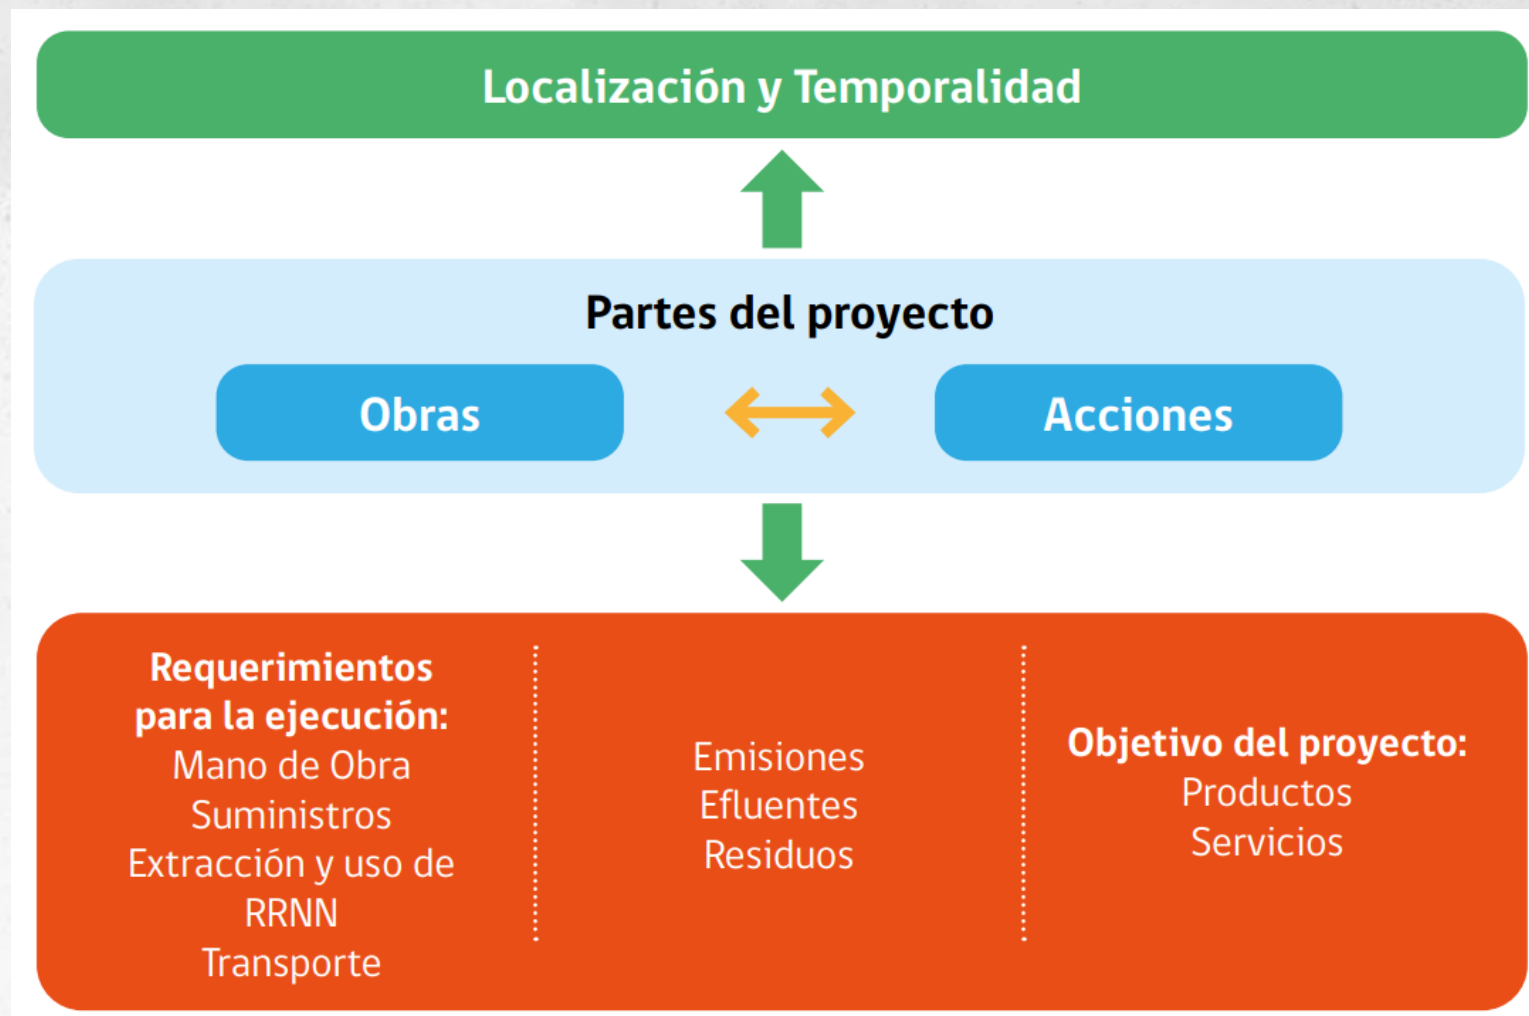 Localización y Temporalidad
Partes del proyecto
Obras
Acciones
Requerimientos
para la ejecución:
Mano de Obra
Suministros
Extracción y uso de
RRNN
Transporte
Emisiones
Efluentes
Residuos
Objetivo del proyecto:
Productos
Servicios